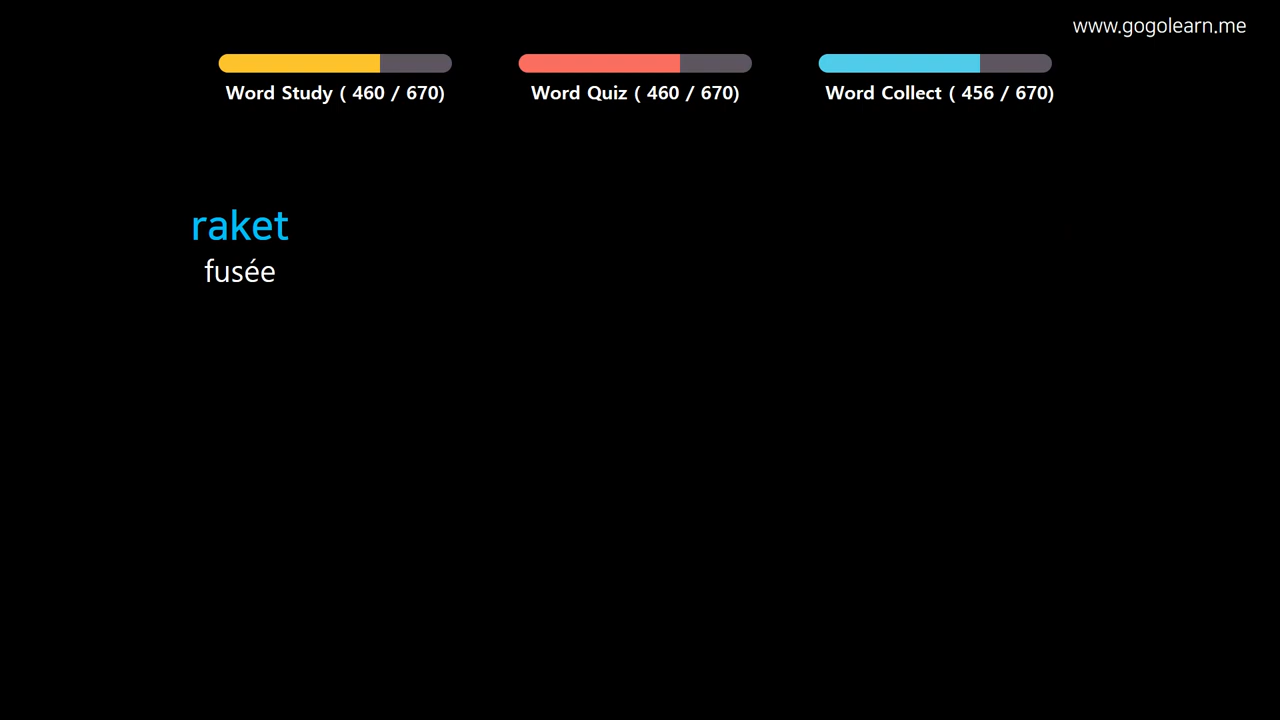 www.gogolearn.me
Word Study ( 460 / 670)
Word Quiz ( 460 / 670)
Word Collect ( 456 / 670)
raket
fusée